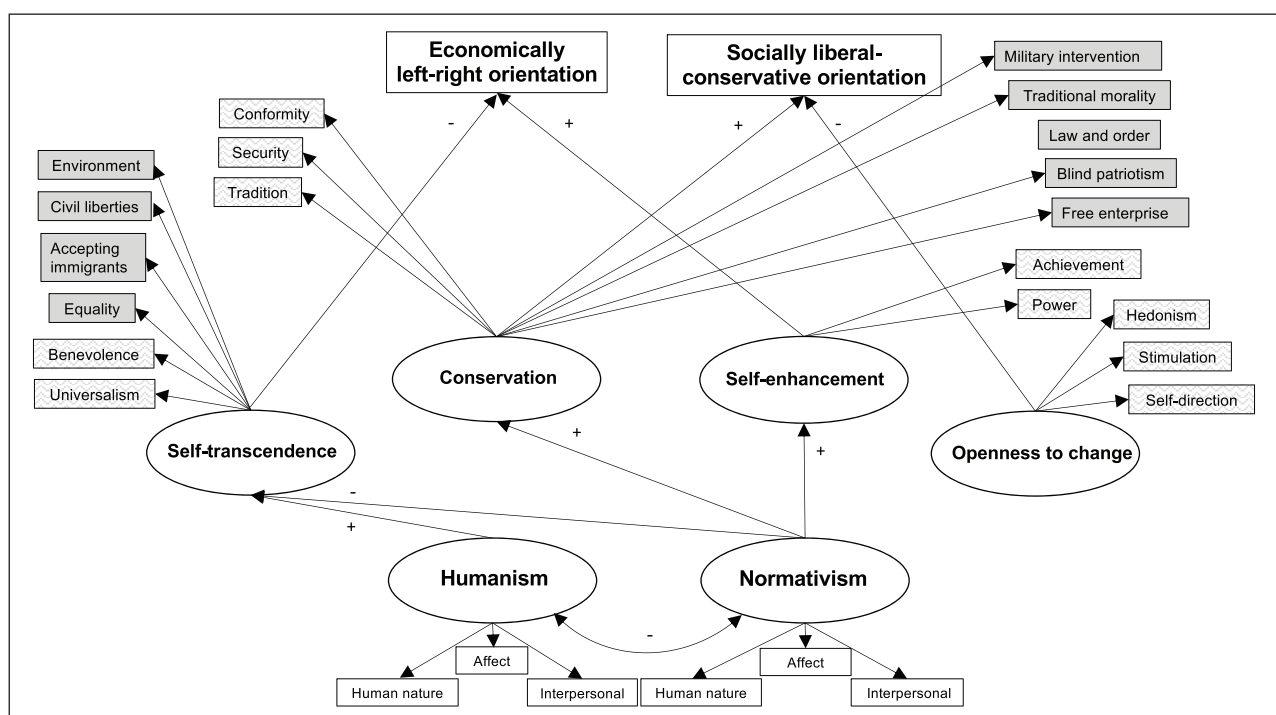 Economically
left-right orientation
Socially liberal-
conservative orientation
Military intervention
Traditional morality
Law and order
Blind patriotism
Free enterprise
Conformity
Security
Tradition
-
+
+
-
Environment
Civil liberties
Accepting
immigrants
Equality
Benevolence
Universalism
Achievement
Power
Hedonism
Stimulation
Self-direction
Self-transcendence
Conservation
Self-enhancement
Openness to change
+
+
-
+
Humanism
Normativism
-
Human nature
Affect
Interpersonal
Human nature
Affect
Interpersonal